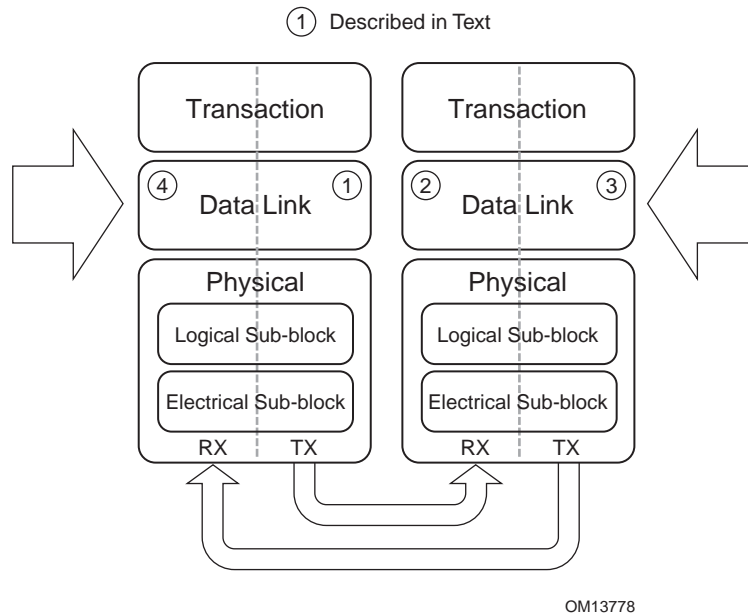 ① Described in Text
Transaction
Transaction
④
①
Data Link
②
③
Data Link
Physical
Physical
Logical Sub-block
Logical Sub-block
Electrical Sub-block
Electrical Sub-block
RX
TX
RX
TX
OM13778